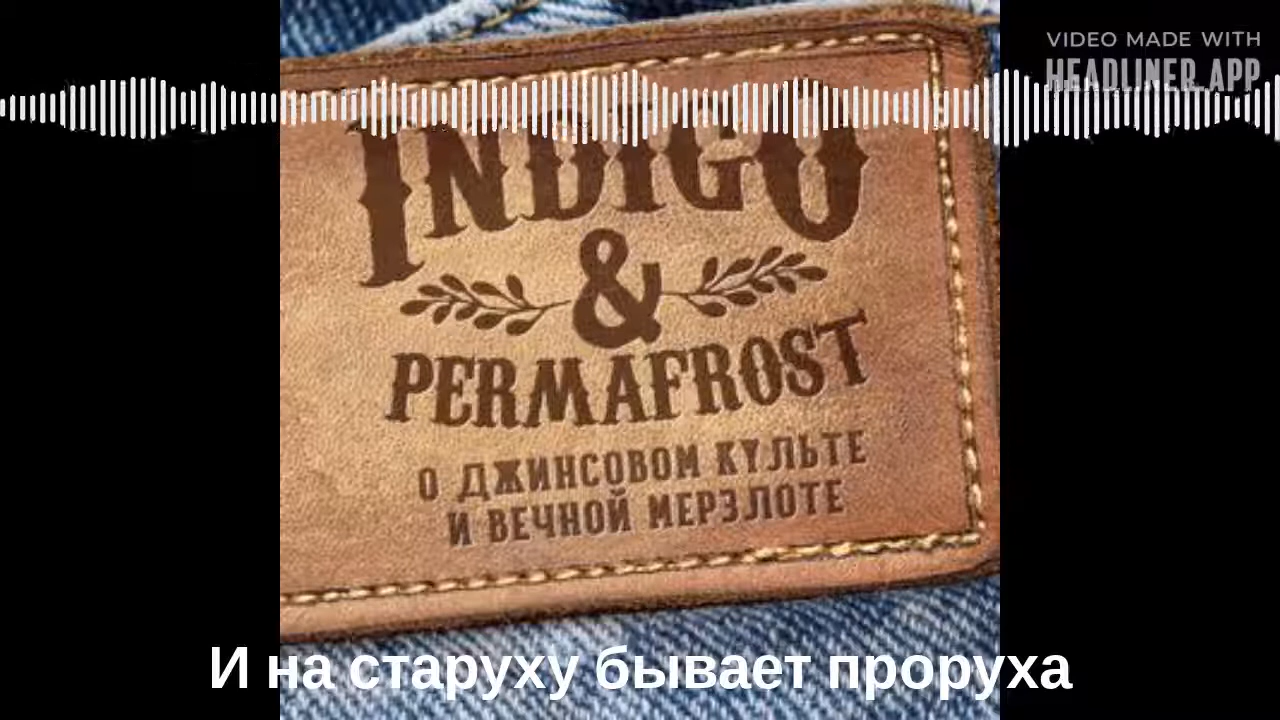 VIDEO MADE WITH
HEADLINER.APP
INDIGO
&
PERMAFROST
О ДЖИНСОВОМ КУЛЬТЕ
И ВЕЧНОЙ МЕРЗЛОТЕ
И на старуху бывает проруха